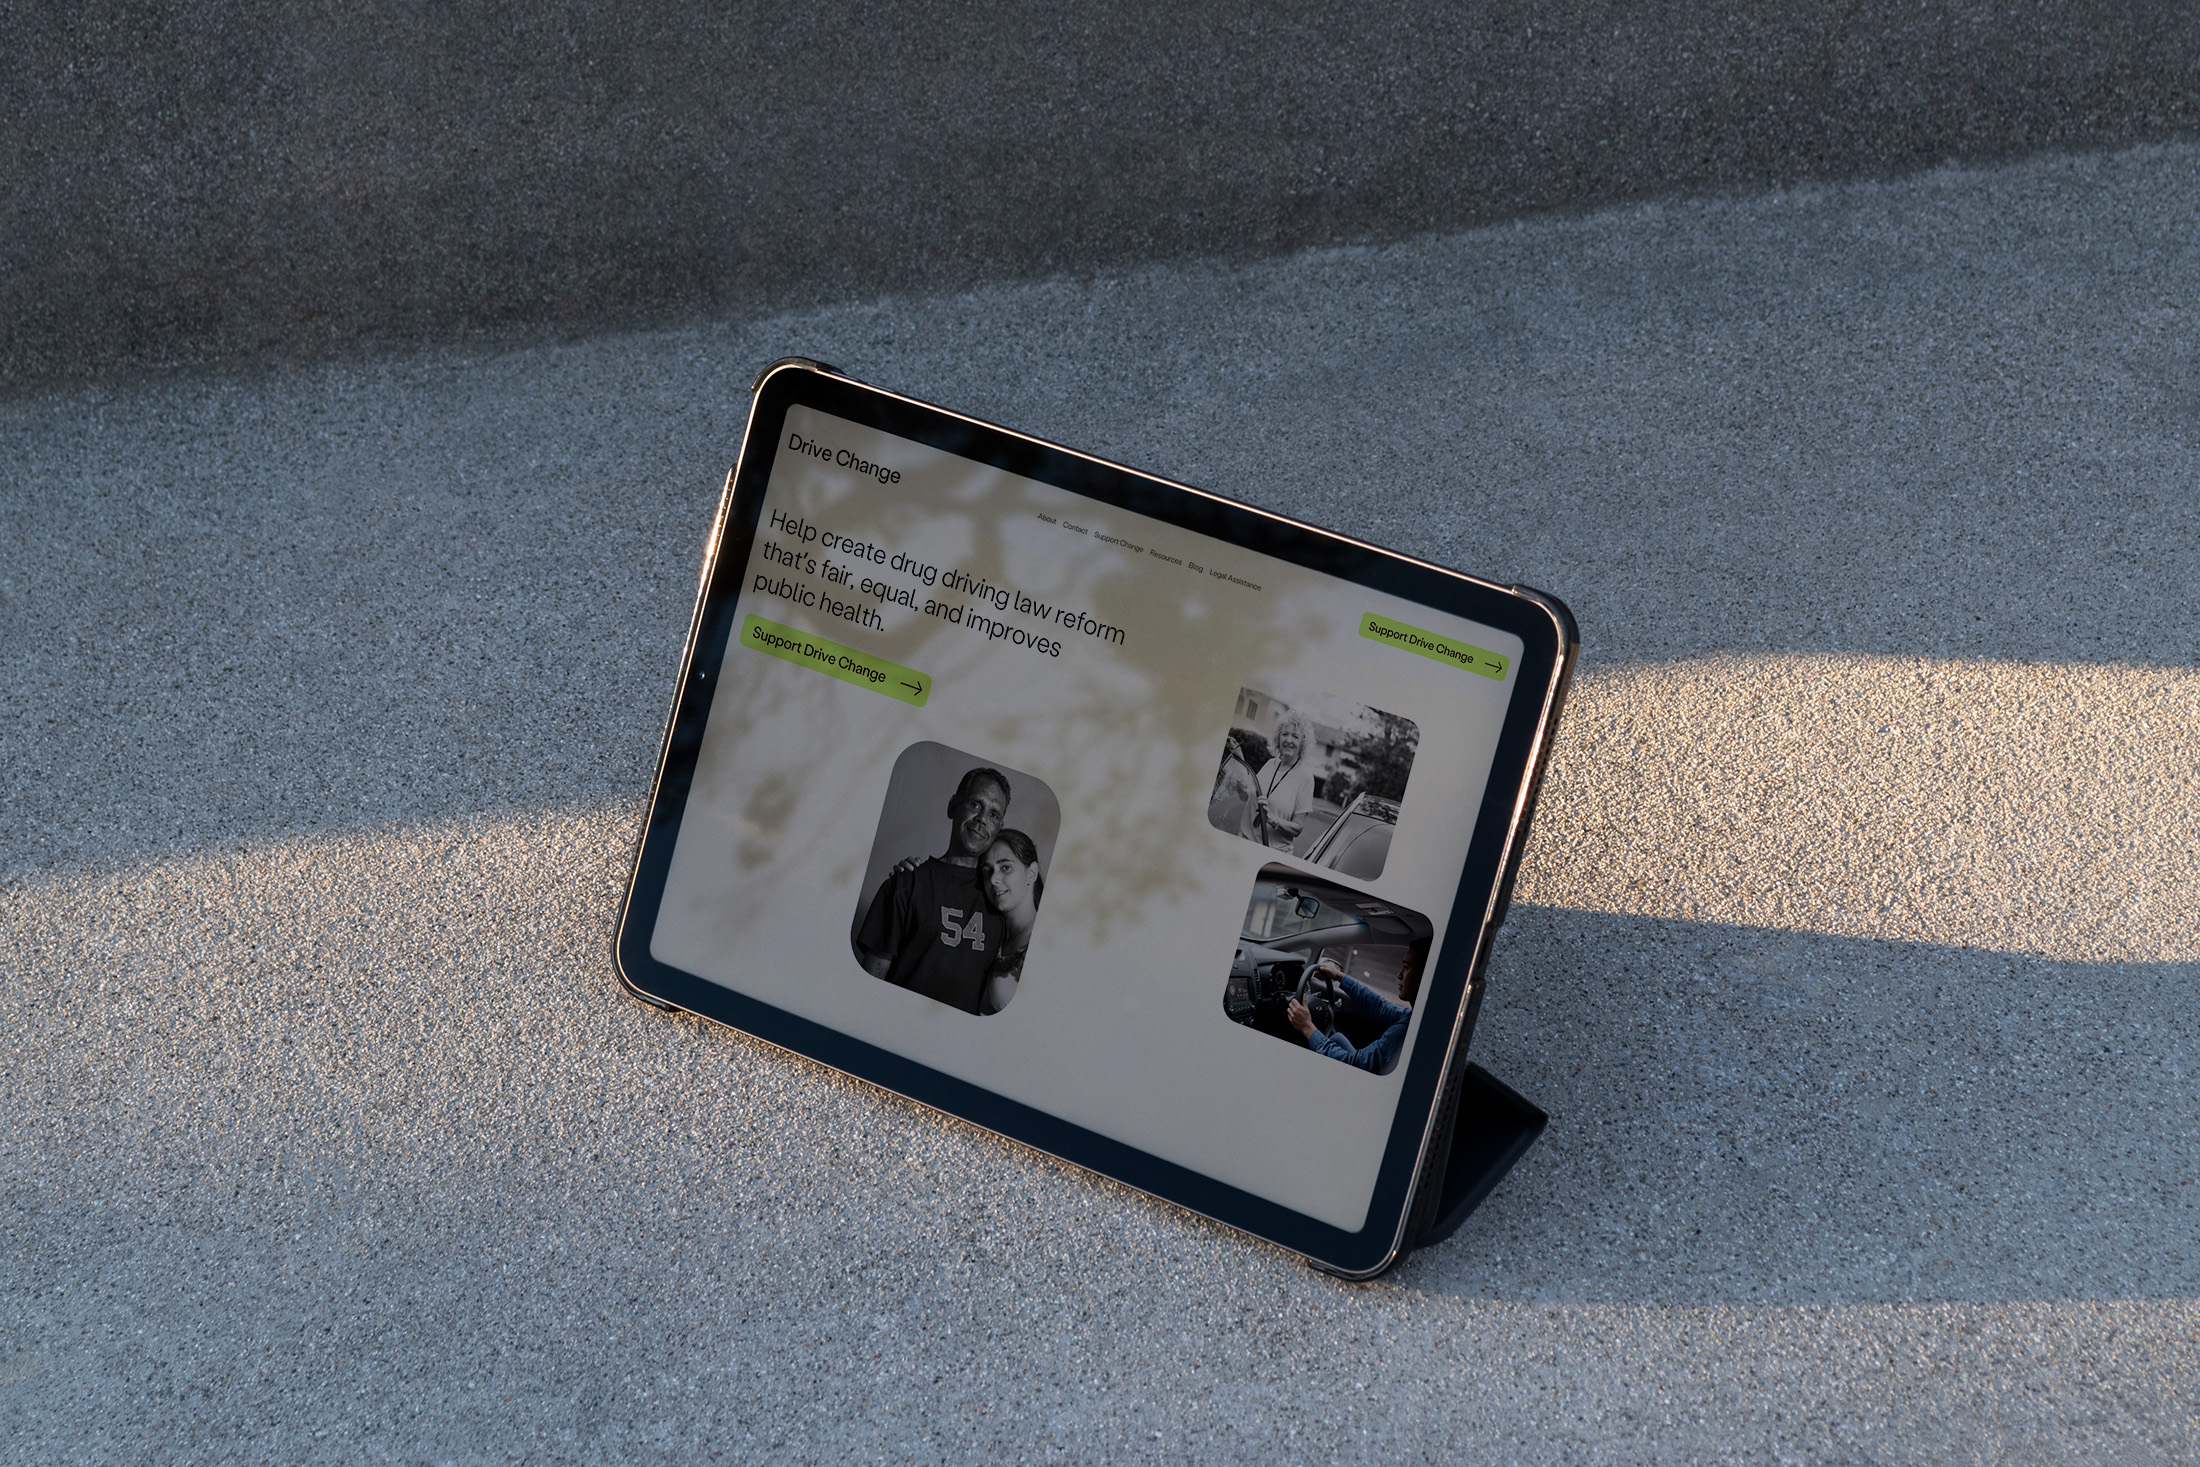 Drive Change
About Contact Support Change Resources Blog Legal Assistance
Support Drive Change
Help create drug driving law reform
that's fair, equal, and improves
public health.
Support Drive Change
54